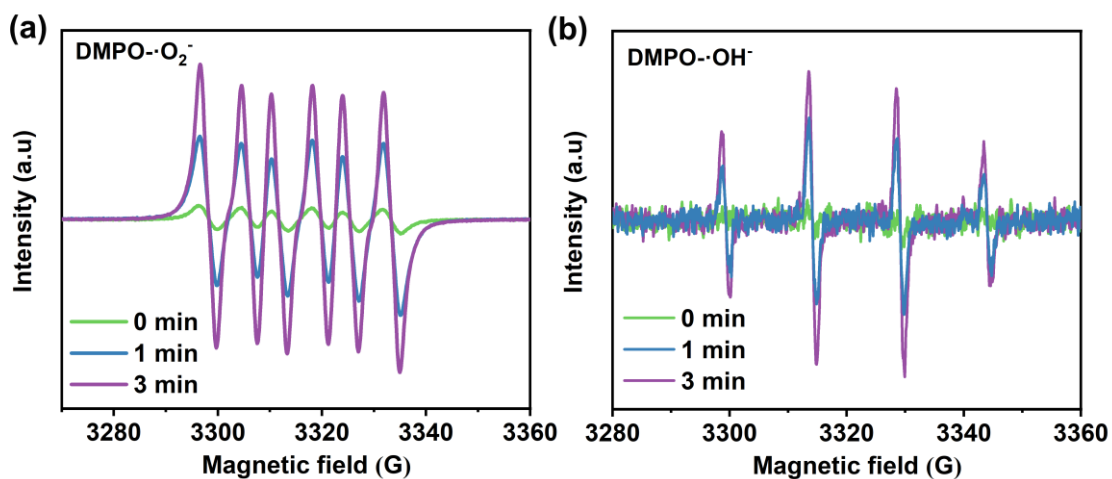 (a)
DMPO-·O₂⁻
Intensity (a.u)
0 min
1 min
3 min
3280 3300 3320 3340 3360
Magnetic field (G)
(b)
DMPO-·OH⁻
Intensity (a.u)
0 min
1 min
3 min
3280 3300 3320 3340 3360
Magnetic field (G)